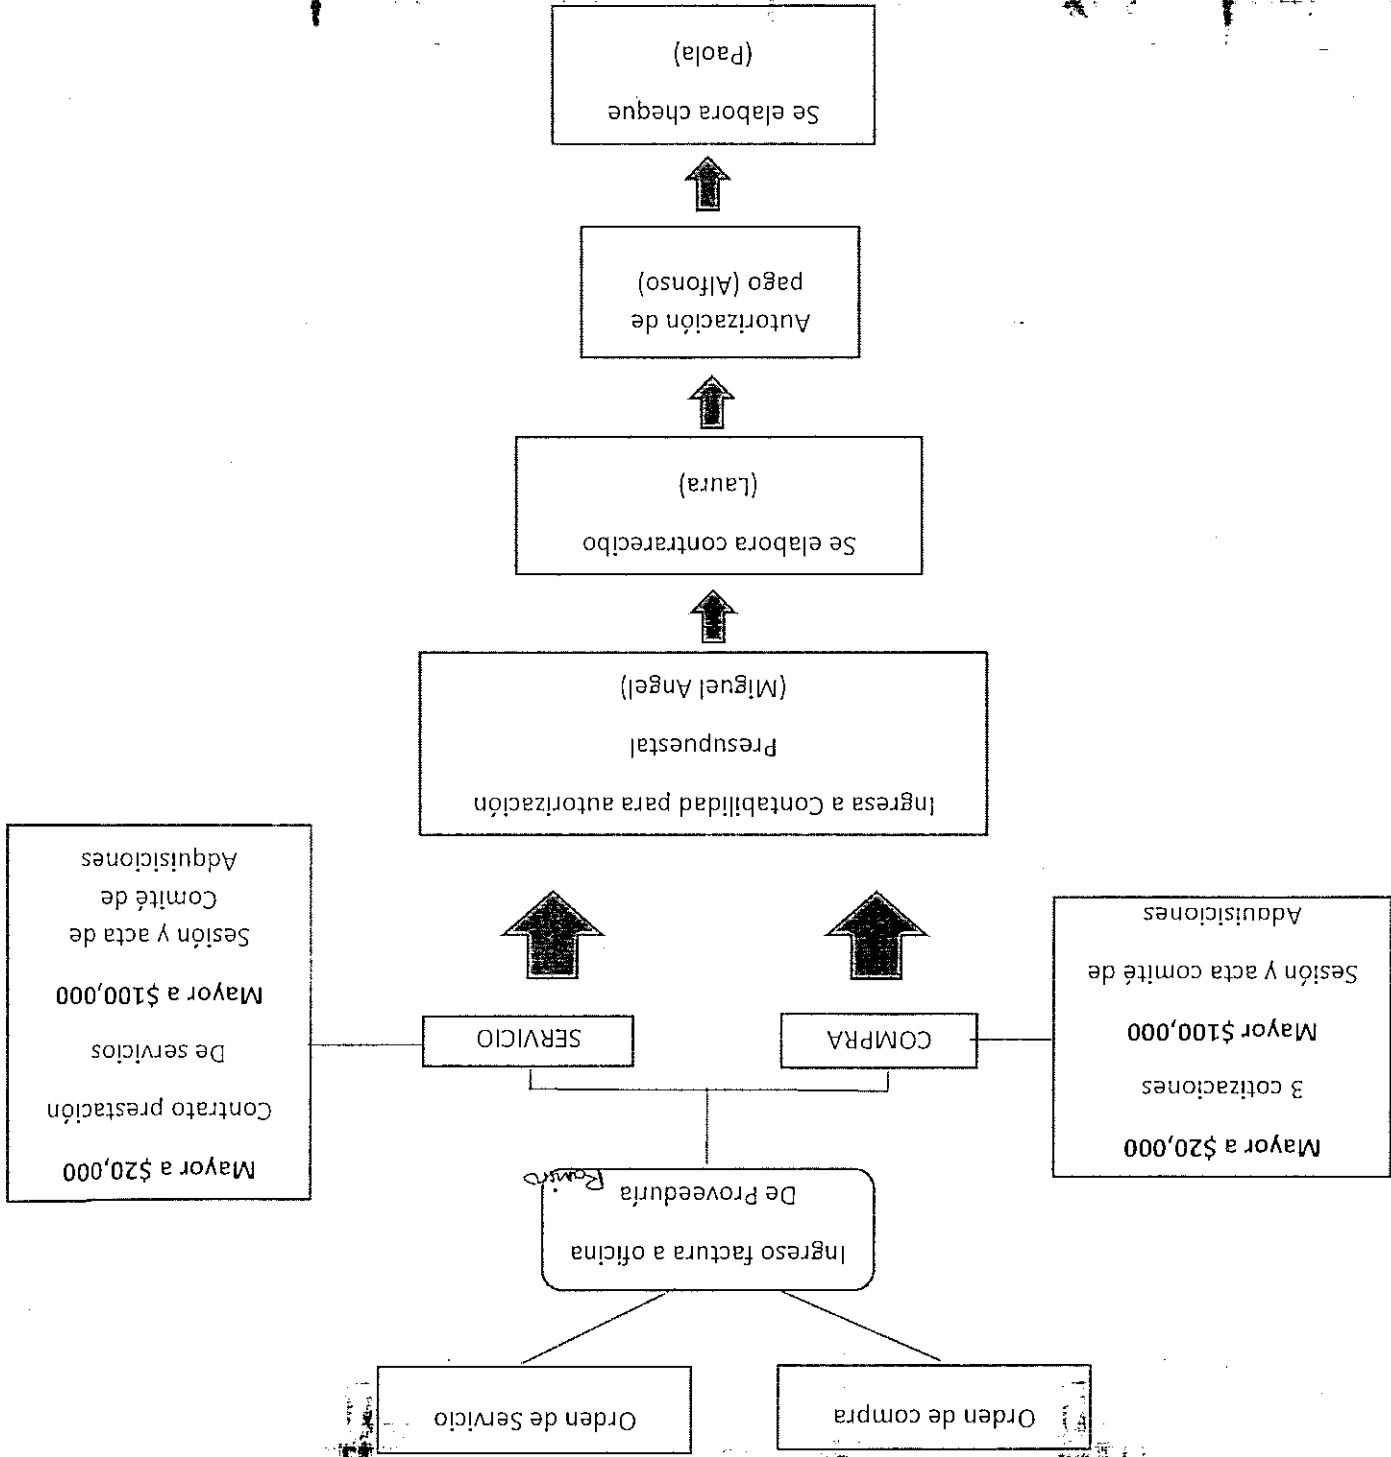 Orden de compra
Orden de Servicio
Ingreso factura a oficina
De Proveeduría
Ramiro
COMPRA
SERVICIO
Mayor a $20,000
3 cotizaciones
Mayor $100,000
Sesión y acta comité de
Adquisiciones
Mayor a $20,000
Contrato prestación
De servicios
Mayor a $100,000
Sesión y acta de
Comité de
Adquisiciones
Ingresa a Contabilidad para autorización
Presupuestal
(Miguel Angel)
Se elabora contrarecibo
(Laura)
Autorización de
pago (Alfonso)
Se elabora cheque
(Paola)